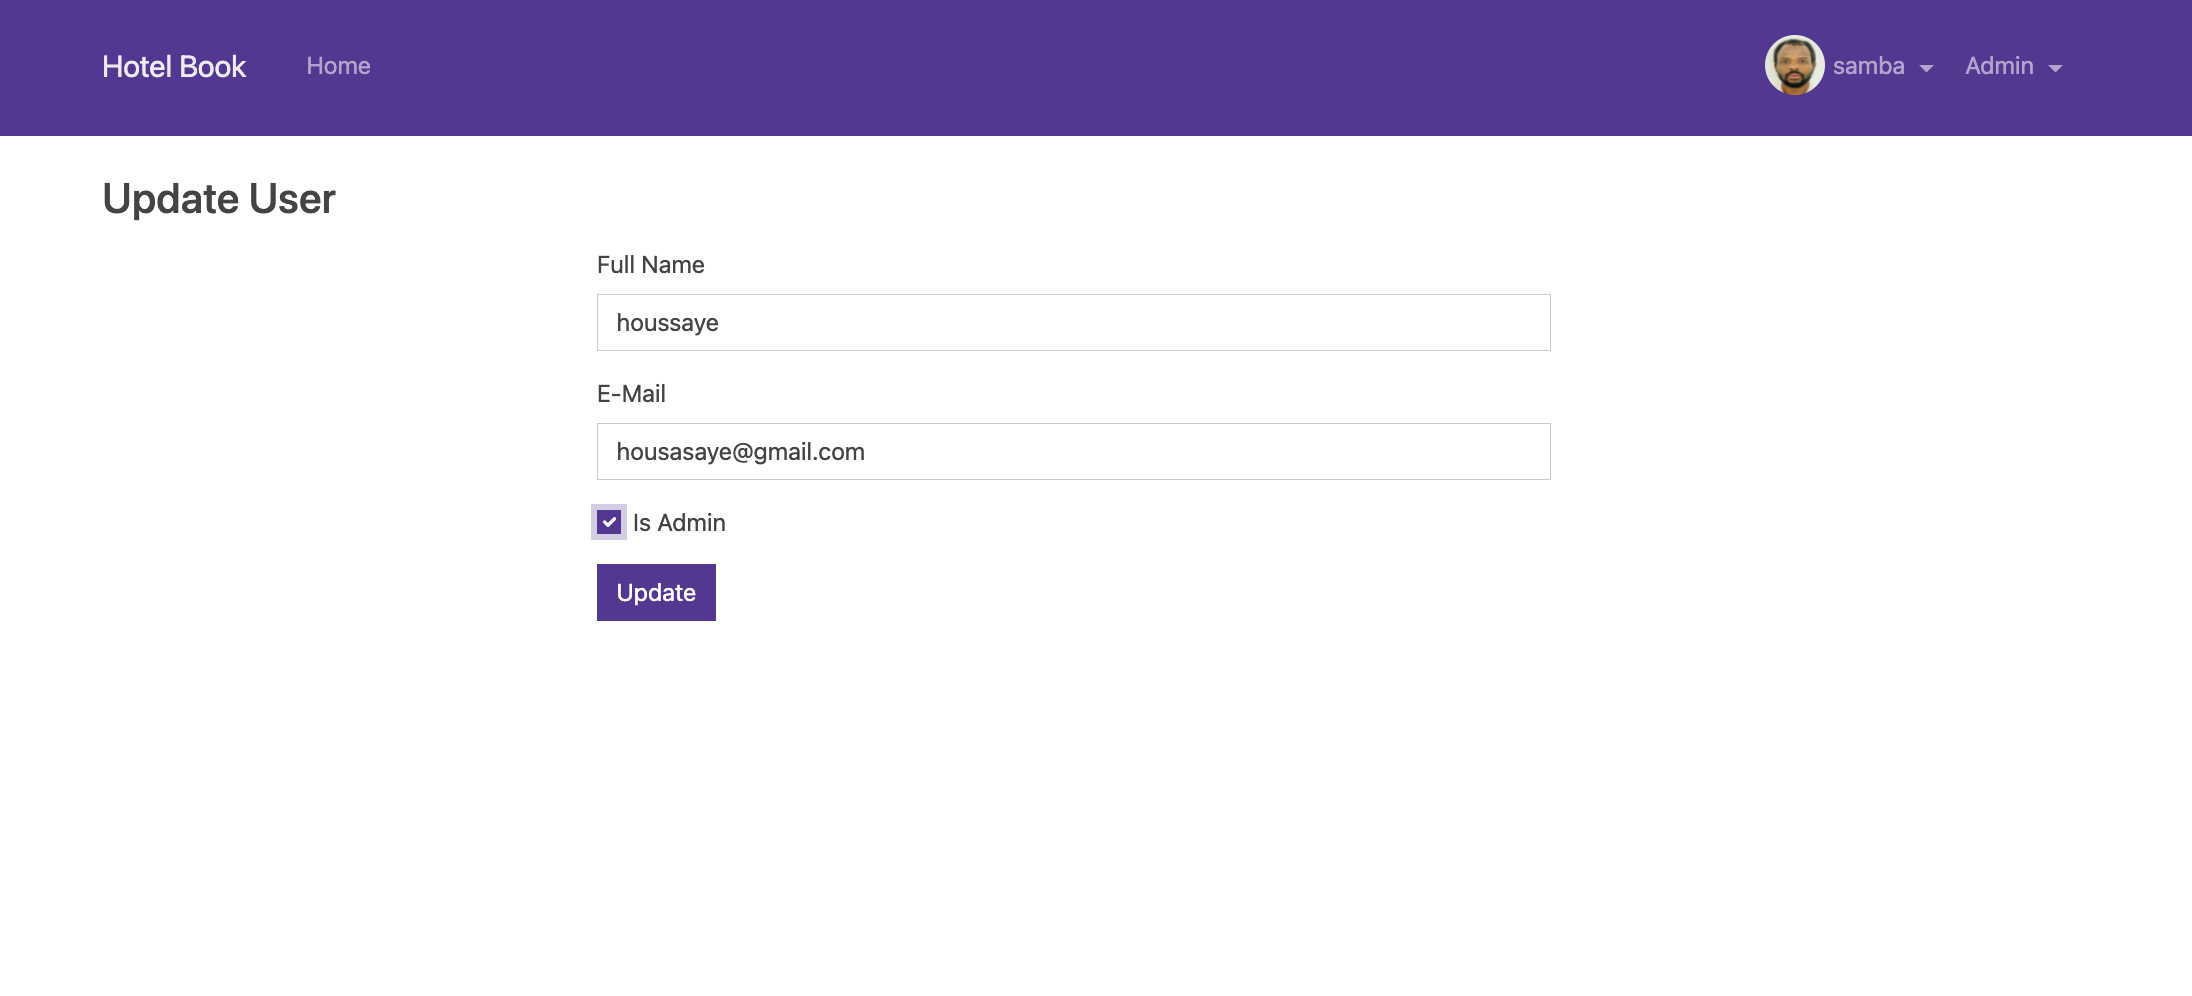 Hotel Book Home samba Admin
Update User
Full Name
houssaye
E-Mail
housasaye@gmail.com
Is Admin
Update